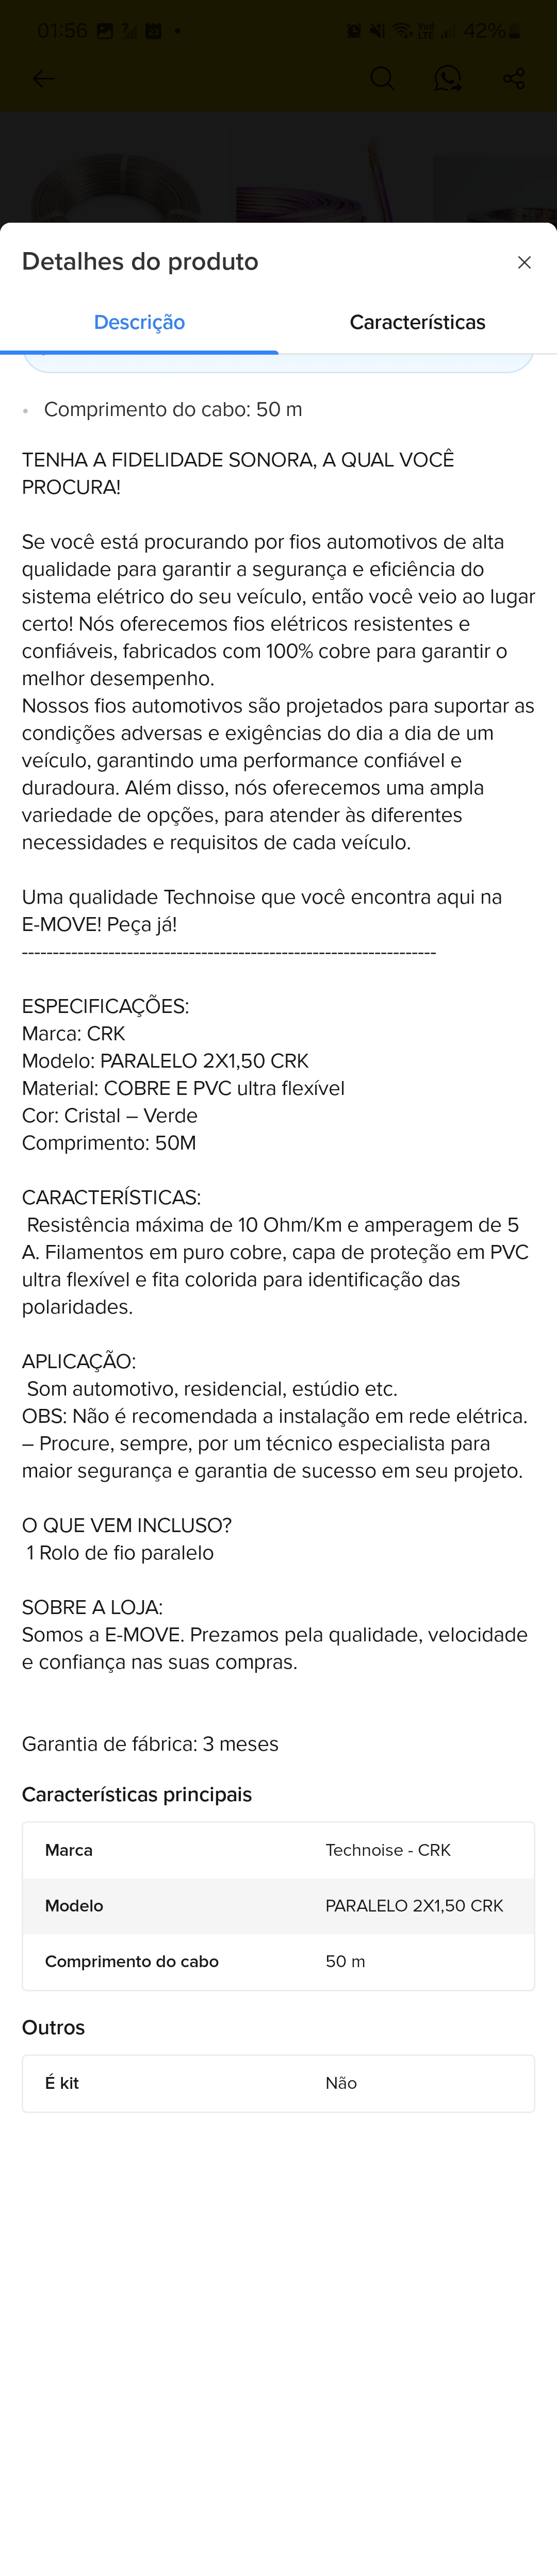 01:56
23
Vo))
LTE
42%
Detalhes do produto
Descrição
Características
• Comprimento do cabo: 50 m
TENHA A FIDELIDADE SONORA, A QUAL VOCÊ
PROCURA!
Se você está procurando por fios automotivos de alta
qualidade para garantir a segurança e eficiência do
sistema elétrico do seu veículo, então você veio ao lugar
certo! Nós oferecemos fios elétricos resistentes e
confiáveis, fabricados com 100% cobre para garantir o
melhor desempenho.
Nossos fios automotivos são projetados para suportar as
condições adversas e exigências do dia a dia de um
veículo, garantindo uma performance confiável e
duradoura. Além disso, nós oferecemos uma ampla
variedade de opções, para atender às diferentes
necessidades e requisitos de cada veículo.
Uma qualidade Technoise que você encontra aqui na
E-MOVE! Peça já!
-------------------------------------------------------------------
ESPECIFICAÇÕES:
Marca: CRK
Modelo: PARALELO 2X1,50 CRK
Material: COBRE E PVC ultra flexível
Cor: Cristal – Verde
Comprimento: 50M
CARACTERÍSTICAS:
Resistência máxima de 10 Ohm/Km e amperagem de 5
A. Filamentos em puro cobre, capa de proteção em PVC
ultra flexível e fita colorida para identificação das
polaridades.
APLICAÇÃO:
Som automotivo, residencial, estúdio etc.
OBS: Não é recomendada a instalação em rede elétrica.
– Procure, sempre, por um técnico especialista para
maior segurança e garantia de sucesso em seu projeto.
O QUE VEM INCLUSO?
1 Rolo de fio paralelo
SOBRE A LOJA:
Somos a E-MOVE. Prezamos pela qualidade, velocidade
e confiança nas suas compras.
Garantia de fábrica: 3 meses
Características principais
Marca Technoise - CRK
Modelo PARALELO 2X1,50 CRK
Comprimento do cabo 50 m
Outros
É kit Não